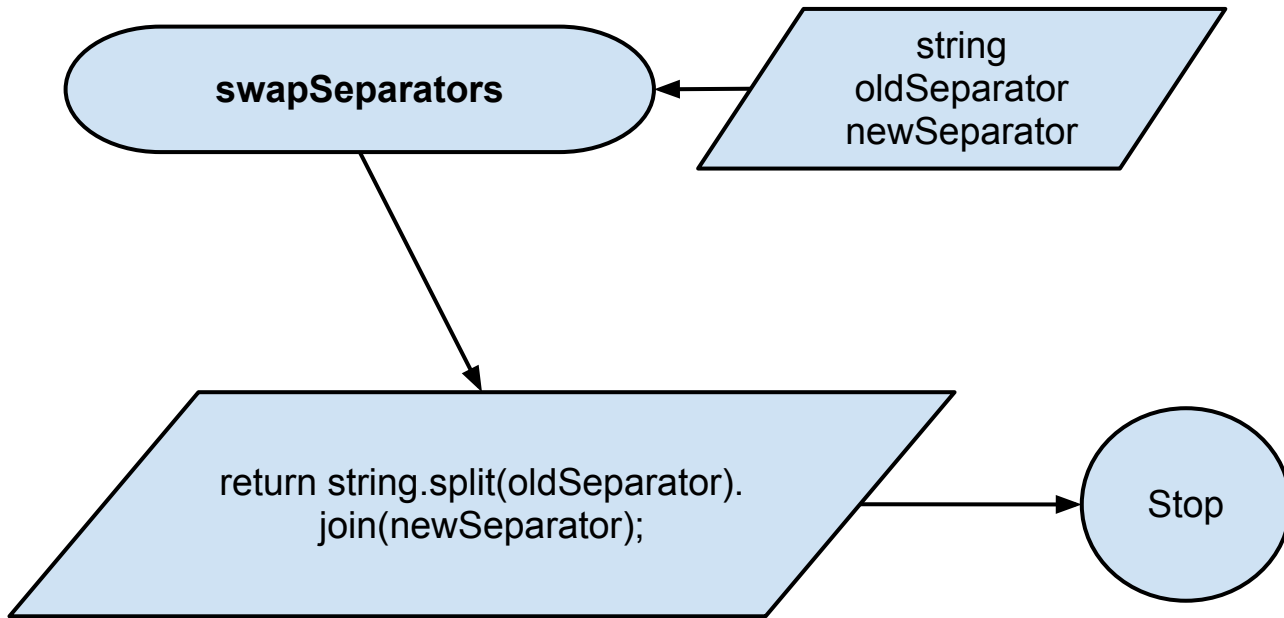 swapSeparators
string
oldSeparator
newSeparator
return string.split(oldSeparator).
join(newSeparator);
Stop